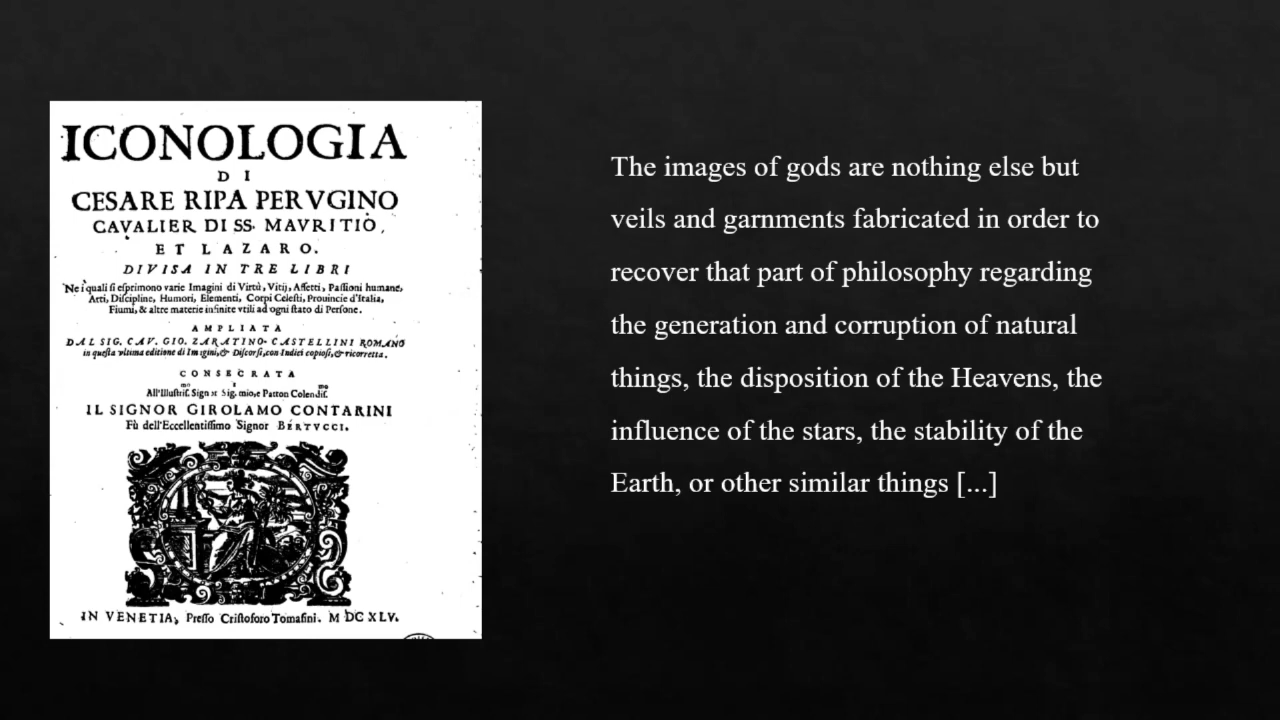 ICONOLOGIA
DI
CESARE RIPA PERVGINO
CAVALIER DI SS. MAVRITIO,
ET LAZARO.
DIVISA IN TRE LIBRI
Ne i quali si esprimono varie Imagini di Virtù, Vitij, Affetti, Passioni humane,
Arti, Discipline, Humori, Elementi, Corpi Celesti, Prouincie d'Italia,
Fiumi, & altre materie infinite vtili ad ogni stato di Persone.
AMPLIATA
DAL SIG. CAV. GIO. ZARATINO CASTELLINI ROMANO
in questa vltima editione di Imagini, & Discorsi, con Indici copiosi, & ricorretta.
CONSECRATA
All'Illustriss. Sig. mio, e Patron Colendiss.
IL SIGNOR GIROLAMO CONTARINI
Fù dell'Eccellentissimo Signor BERTVCCI.
IN VENETIA, Presso Cristoforo Tomasini. M DC XLV.
The images of gods are nothing else but
veils and garnments fabricated in order to
recover that part of philosophy regarding
the generation and corruption of natural
things, the disposition of the Heavens, the
influence of the stars, the stability of the
Earth, or other similar things [...]